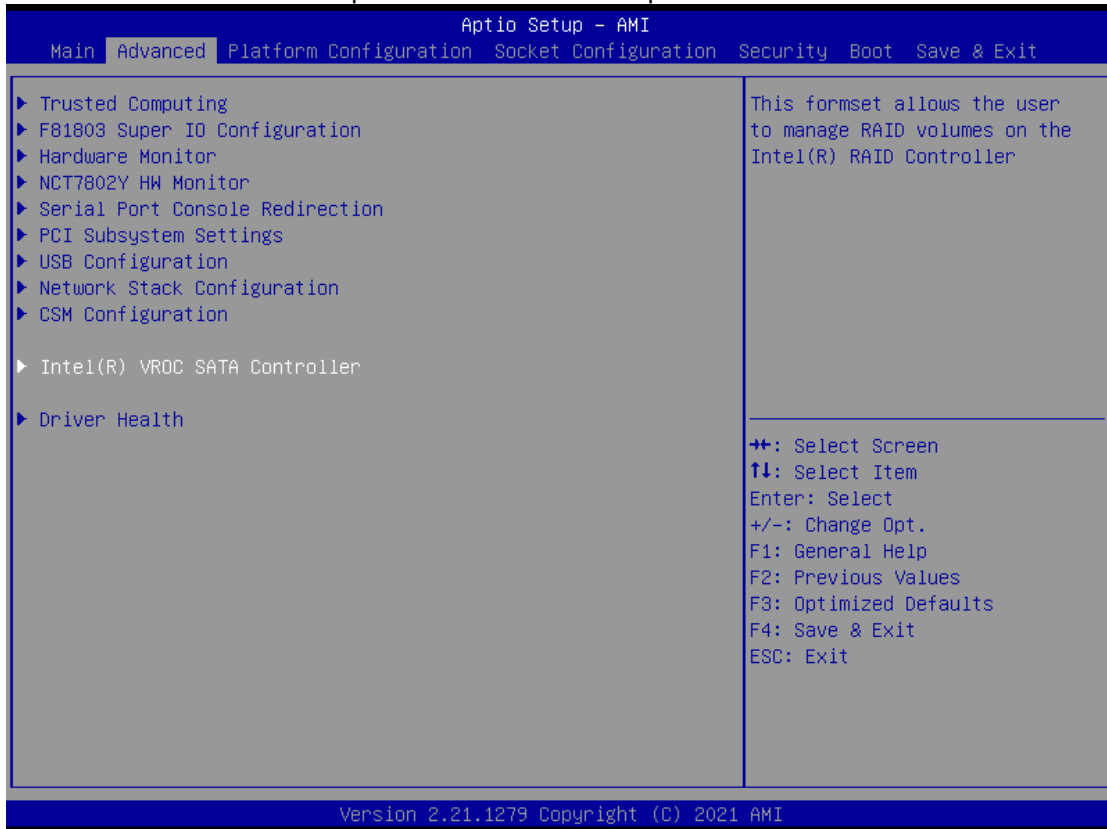 Aptio Setup – AMI
Main Advanced Platform Configuration Socket Configuration Security Boot Save & Exit
▶ Trusted Computing
▶ F81803 Super IO Configuration
▶ Hardware Monitor
▶ NCT7802Y HW Monitor
▶ Serial Port Console Redirection
▶ PCI Subsystem Settings
▶ USB Configuration
▶ Network Stack Configuration
▶ CSM Configuration
▶ Intel(R) VROC SATA Controller
▶ Driver Health
This formset allows the user
to manage RAID volumes on the
Intel(R) RAID Controller
→←: Select Screen
↑↓: Select Item
Enter: Select
+/-: Change Opt.
F1: General Help
F2: Previous Values
F3: Optimized Defaults
F4: Save & Exit
ESC: Exit
Version 2.21.1279 Copyright (C) 2021 AMI